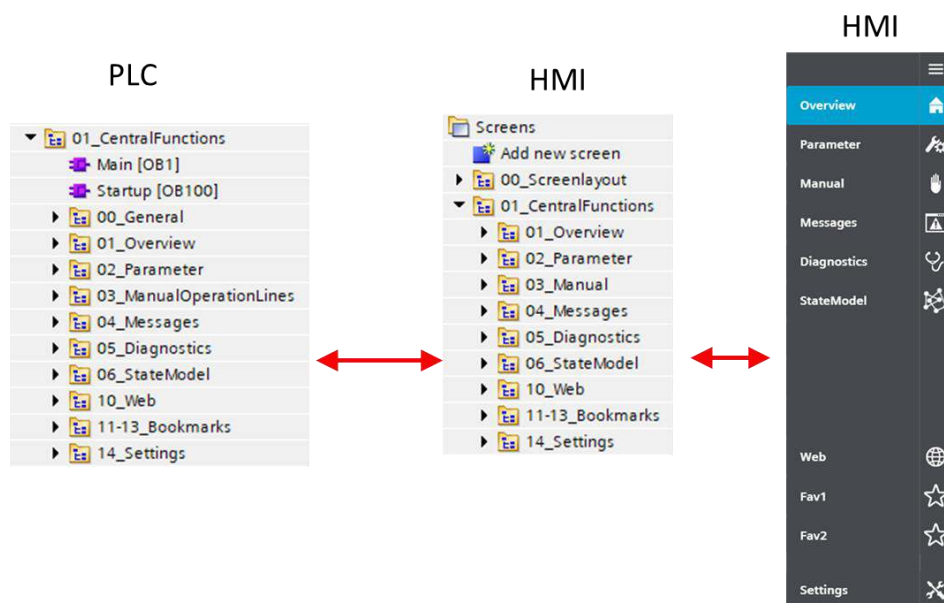 PLC
01_CentralFunctions
Main [OB1]
Startup [OB100]
00_General
01_Overview
02_Parameter
03_ManualOperationLines
04_Messages
05_Diagnostics
06_StateModel
10_Web
11-13_Bookmarks
14_Settings
HMI
Screens
Add new screen
00_Screenlayout
01_CentralFunctions
01_Overview
02_Parameter
03_Manual
04_Messages
05_Diagnostics
06_StateModel
10_Web
11-13_Bookmarks
14_Settings
HMI
Overview
Parameter
Manual
Messages
Diagnostics
StateModel
Web
Fav1
Fav2
Settings